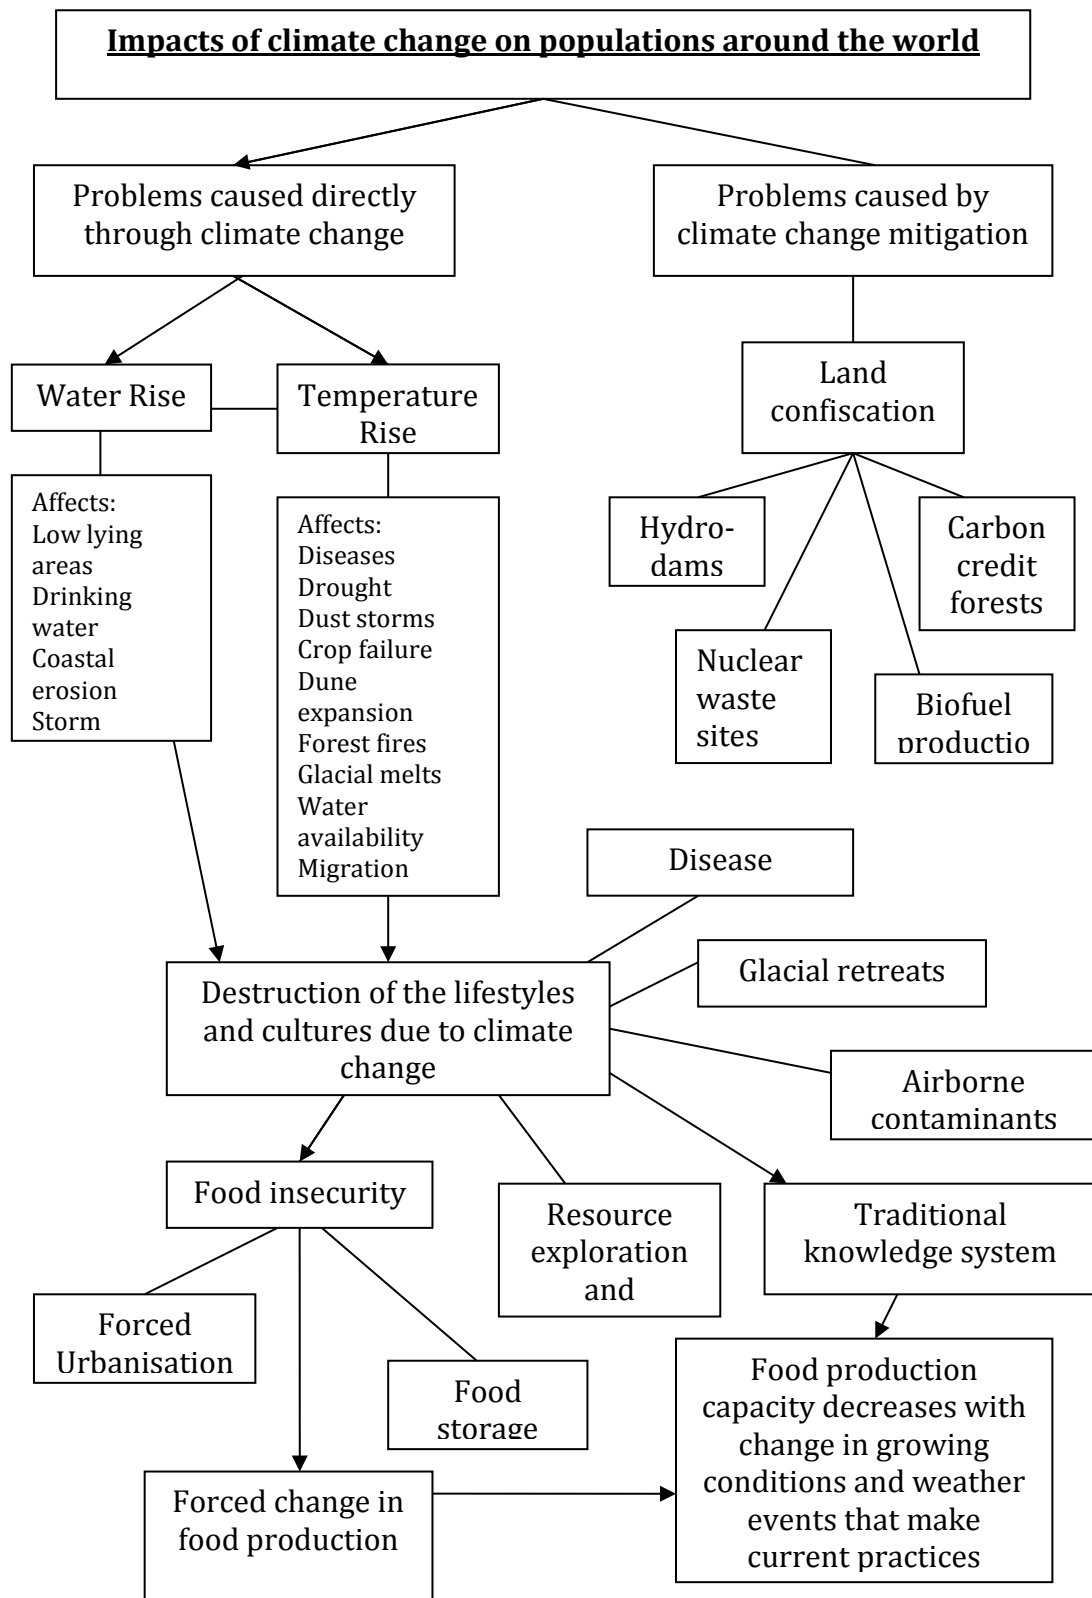 Impacts of climate change on populations around the world
Problems caused directly
through climate change
Problems caused by
climate change mitigation
Water Rise
Temperature
Rise
Land
confiscation
Affects:
Low lying
areas
Drinking
water
Coastal
erosion
Storm
Affects:
Diseases
Drought
Dust storms
Crop failure
Dune
expansion
Forest fires
Glacial melts
Water
availability
Migration
Hydro-
dams
Carbon
credit
forests
Nuclear
waste
sites
Biofuel
productio
Disease
Glacial retreats
Airborne
contaminants
Destruction of the lifestyles
and cultures due to climate
change
Food insecurity
Resource
exploration
and
Traditional
knowledge system
Forced
Urbanisation
Food
storage
Forced change in
food production
Food production
capacity decreases with
change in growing
conditions and weather
events that make
current practices